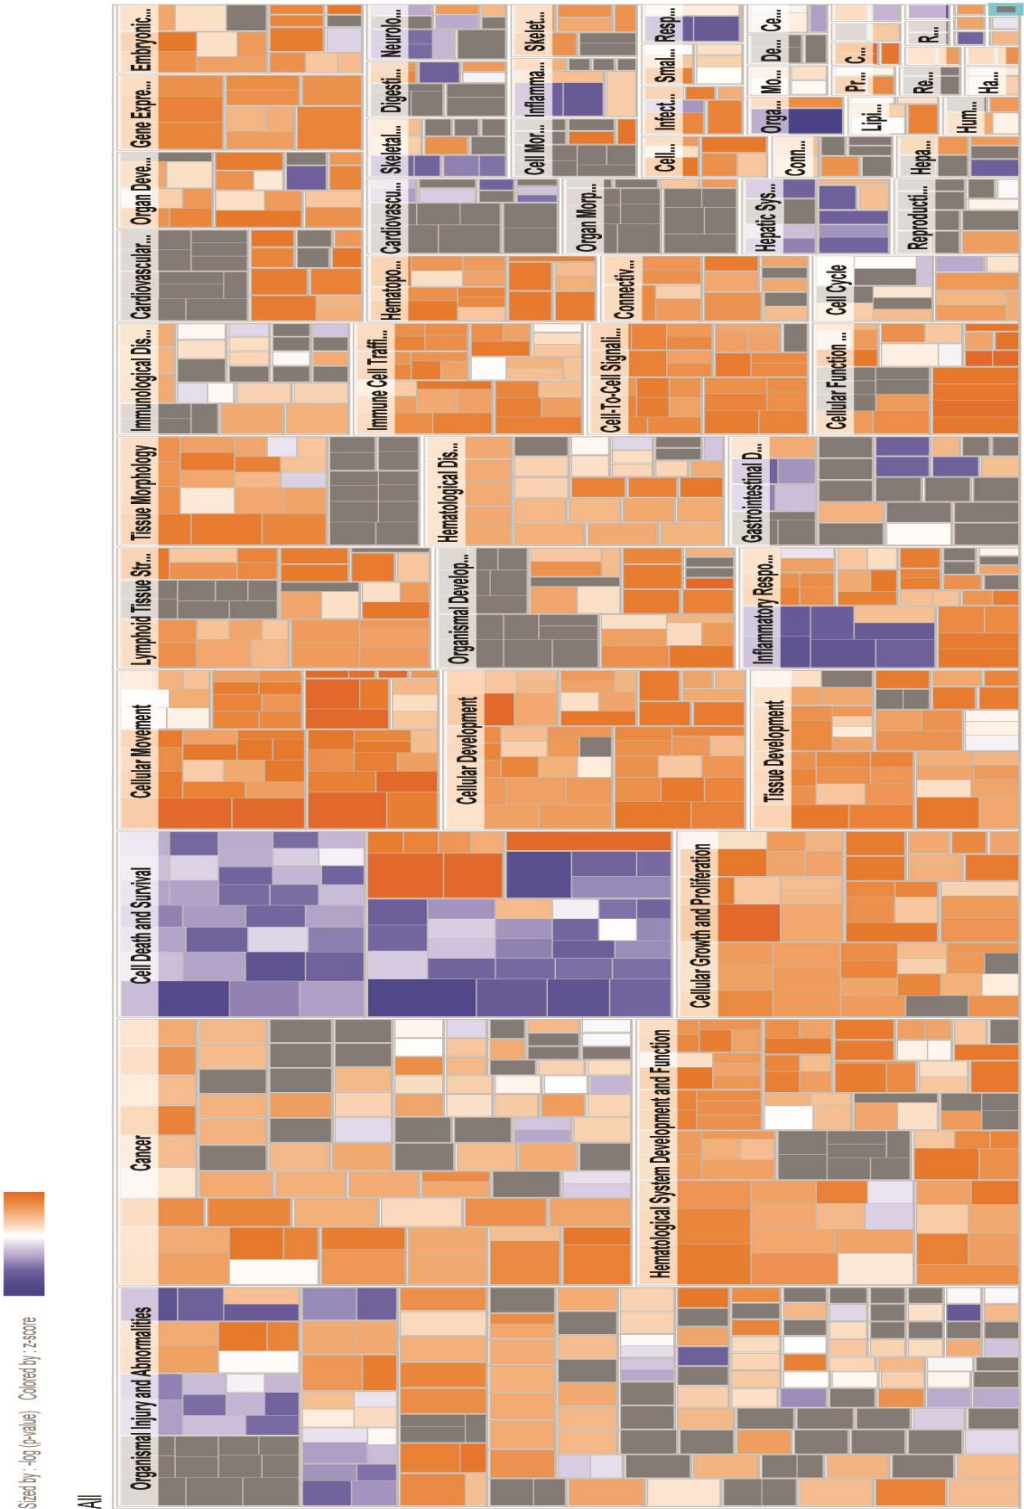 Sized by : -log (p-value)    Colored by : z-score
All
Organismal Injury and Abnormalities
Cancer
Hematological System Development and Function
Cell Death and Survival
Cellular Growth and Proliferation
Cellular Movement
Cellular Development
Tissue Development
Lymphoid Tissue Str...
Organismal Develop...
Inflammatory Respo...
Tissue Morphology
Hematological Dis...
Gastrointestinal D...
Immunological Dis...
Immune Cell Traffi...
Cell-To-Cell Signali...
Cellular Function ...
Cardiovascular...
Organ Deve...
Gene Expre...
Embryonic...
Hematopo...
Connectiv...
Cell Cycle
Cardiovascu...
Organ Morp...
Hepatic Sys...
Reproducti...
Skeletal...
Digesti...
Neurolo...
Cell Mor...
Inflamma...
Skelet...
Cell...
Infect...
Smal...
Resp...
Conn...
Hepa...
Orga...
Lipi...
Hum...
Mo...
De...
Ce...
Pr...
C...
Re...
R...
Ha...